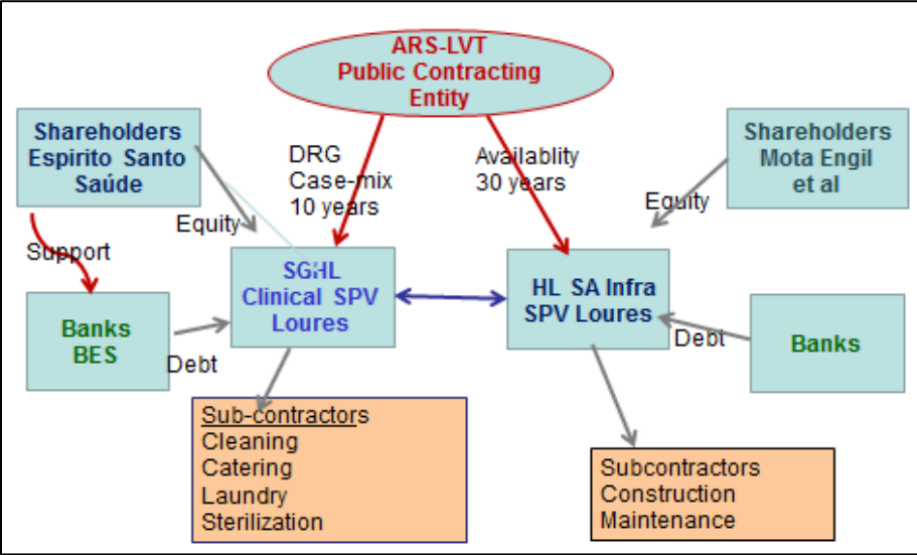 ARS-LVT
Public Contracting
Entity
Shareholders
Espirito Santo
Saúde
DRG
Case-mix
10 years
Availablity
30 years
Shareholders
Mota Engil
et al
Equity
Equity
Support
SGHL
Clinical SPV
Loures
HL SA Infra
SPV Loures
Banks
BES
Debt
Debt
Banks
Sub-contractors
Cleaning
Catering
Laundry
Sterilization
Subcontractors
Construction
Maintenance